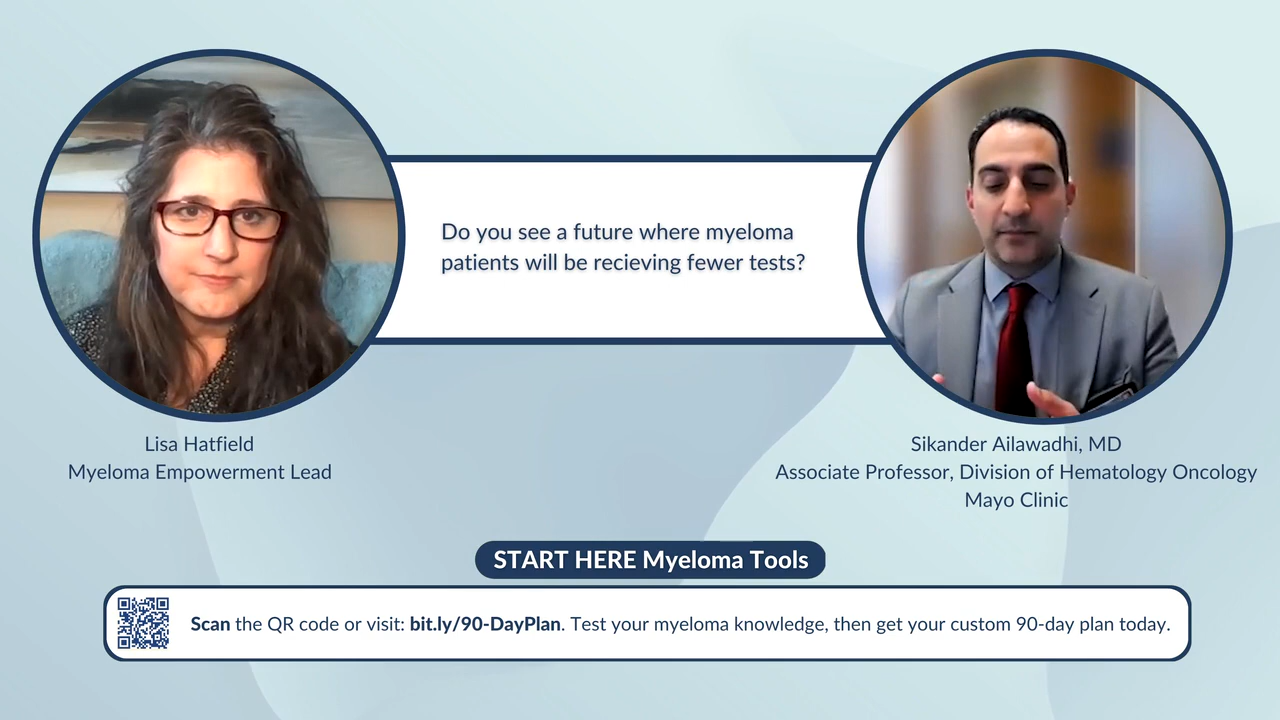 Do you see a future where myeloma
patients will be recieving fewer tests?
Lisa Hatfield
Myeloma Empowerment Lead
Sikander Ailawadhi, MD
Associate Professor, Division of Hematology Oncology
Mayo Clinic
START HERE Myeloma Tools
Scan the QR code or visit: bit.ly/90-DayPlan. Test your myeloma knowledge, then get your custom 90-day plan today.